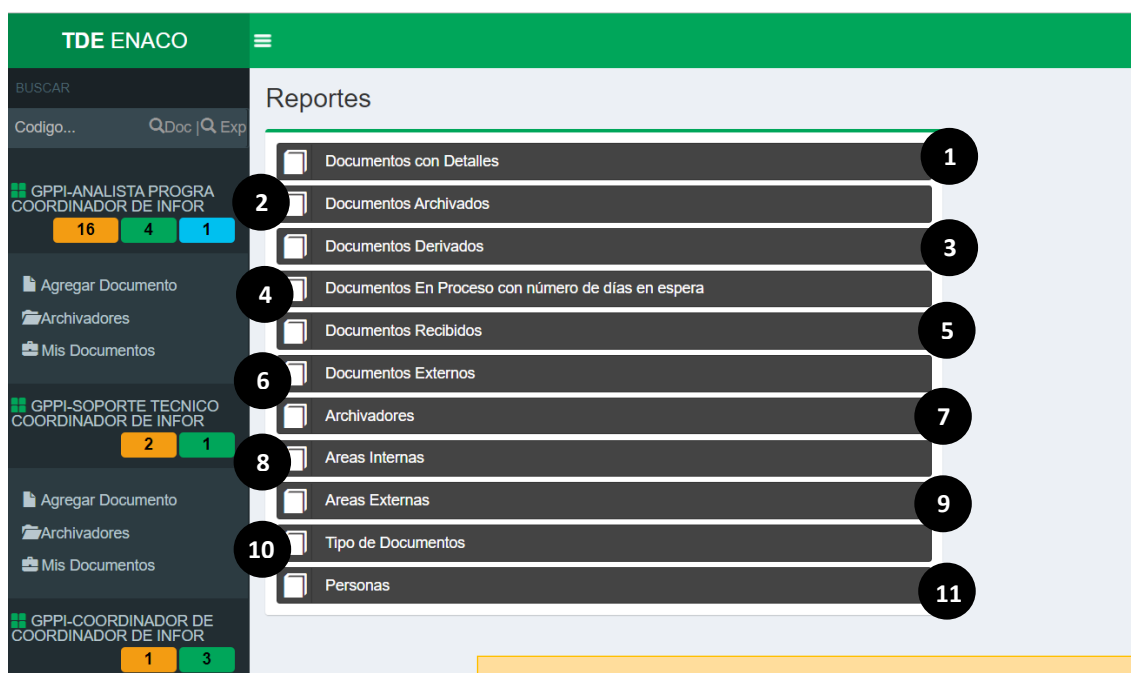 TDE ENACO
BUSCAR
Codigo... Doc | Exp
GPPI-ANALISTA PROGRA
COORDINADOR DE INFOR
16 4 1
Agregar Documento
Archivadores
Mis Documentos
GPPI-SOPORTE TECNICO
COORDINADOR DE INFOR
2 1
Agregar Documento
Archivadores
Mis Documentos
GPPI-COORDINADOR DE
COORDINADOR DE INFOR
1 3
Reportes
Documentos con Detalles 1
2 Documentos Archivados
Documentos Derivados 3
4 Documentos En Proceso con número de días en espera
Documentos Recibidos 5
6 Documentos Externos
Archivadores 7
8 Areas Internas
Areas Externas 9
10 Tipo de Documentos
Personas 11